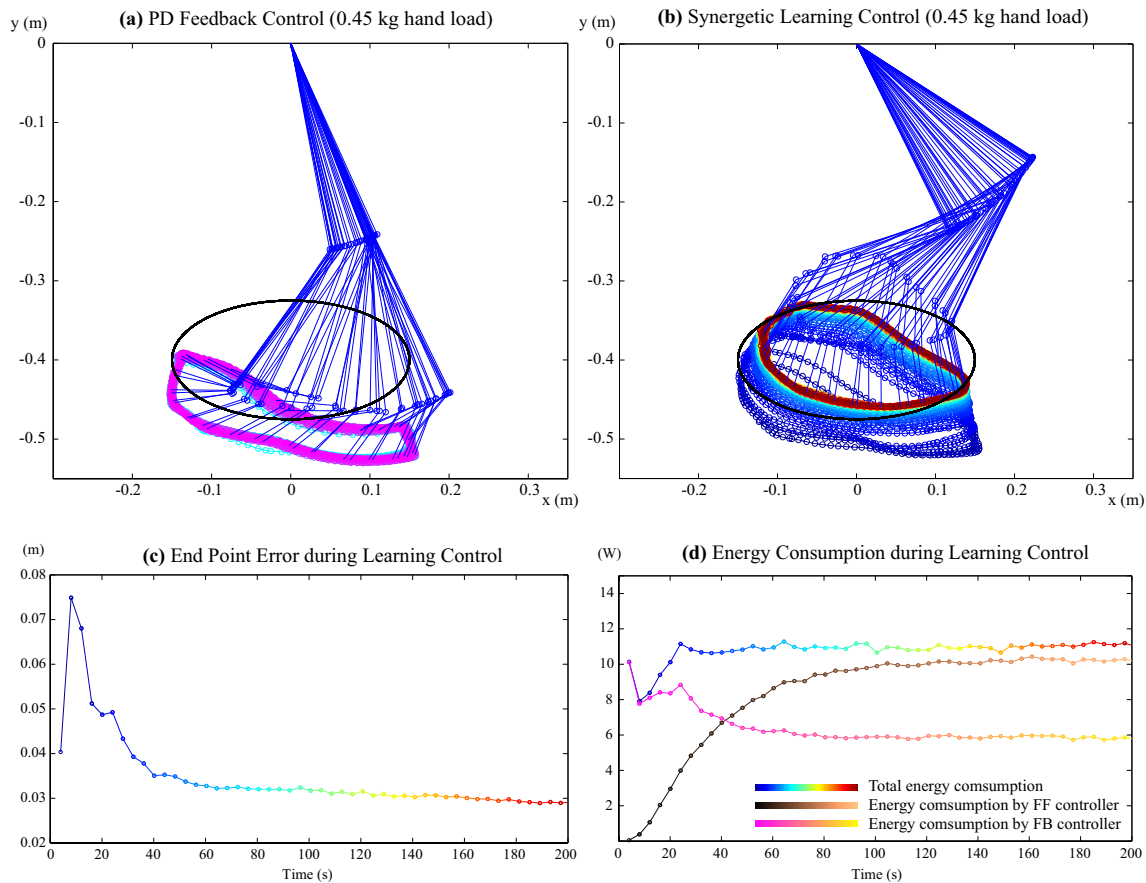 (a) PD Feedback Control (0.45 kg hand load)
y (m)
0
-0.1
-0.2
-0.3
-0.4
-0.5
-0.2 -0.1 0 0.1 0.2
x (m)
(b) Synergetic Learning Control (0.45 kg hand load)
y (m)
0
-0.1
-0.2
-0.3
-0.4
-0.5
-0.2 -0.1 0 0.1 0.2
x (m)
(c) End Point Error during Learning Control
(m)
0.08
0.07
0.06
0.05
0.04
0.03
0.02
0 20 40 60 80 100 120 140 160 180 200
Time (s)
(d) Energy Consumption during Learning Control
(W)
14
12
10
8
6
4
2
0 20 40 60 80 100 120 140 160 180 200
Time (s)
Total energy comsumption
Energy comsumption by FF controller
Energy comsumption by FB controller